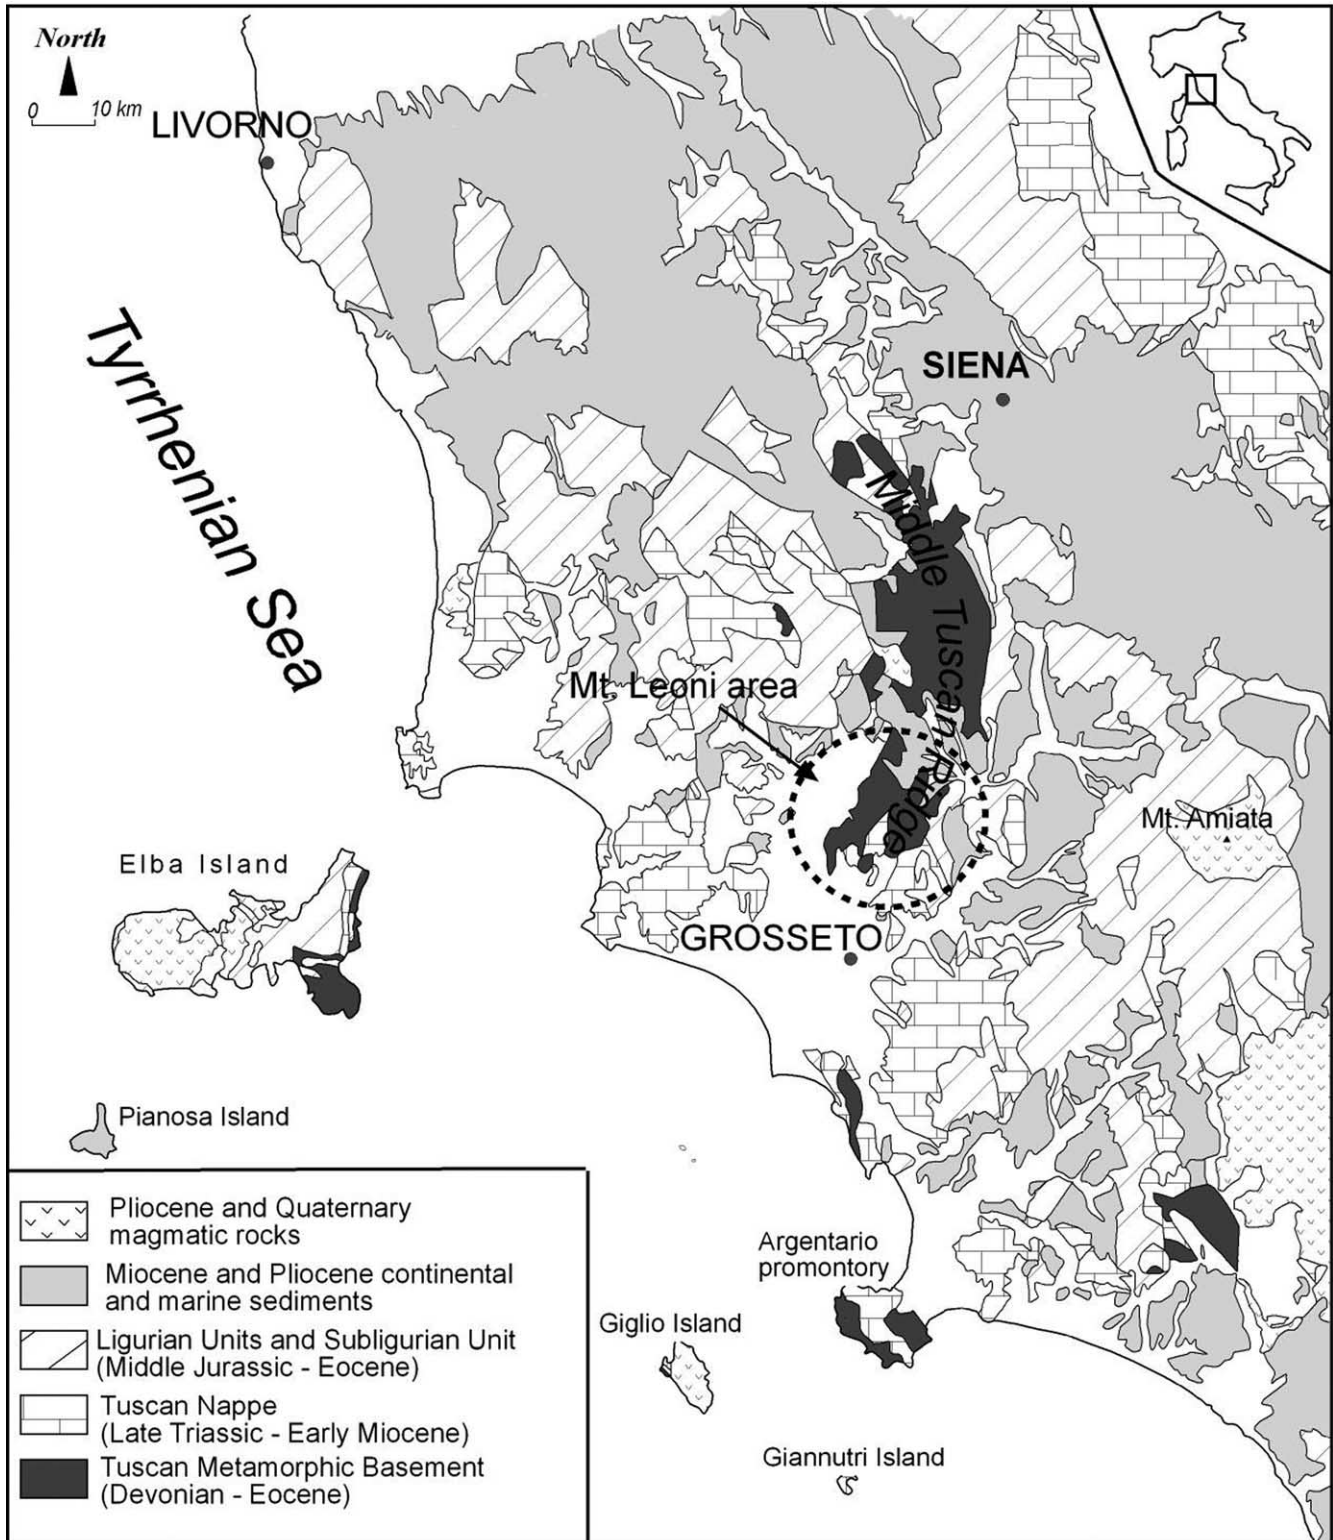 North
0 10 km
LIVORNO
SIENA
Tyrrhenian Sea
Middle Tuscan Ridge
Mt. Leoni area
Mt. Amiata
Elba Island
GROSSETO
Pianosa Island
Pliocene and Quaternary
magmatic rocks
Miocene and Pliocene continental
and marine sediments
Ligurian Units and Subligurian Unit
(Middle Jurassic - Eocene)
Tuscan Nappe
(Late Triassic - Early Miocene)
Tuscan Metamorphic Basement
(Devonian - Eocene)
Argentario
promontory
Giglio Island
Giannutri Island